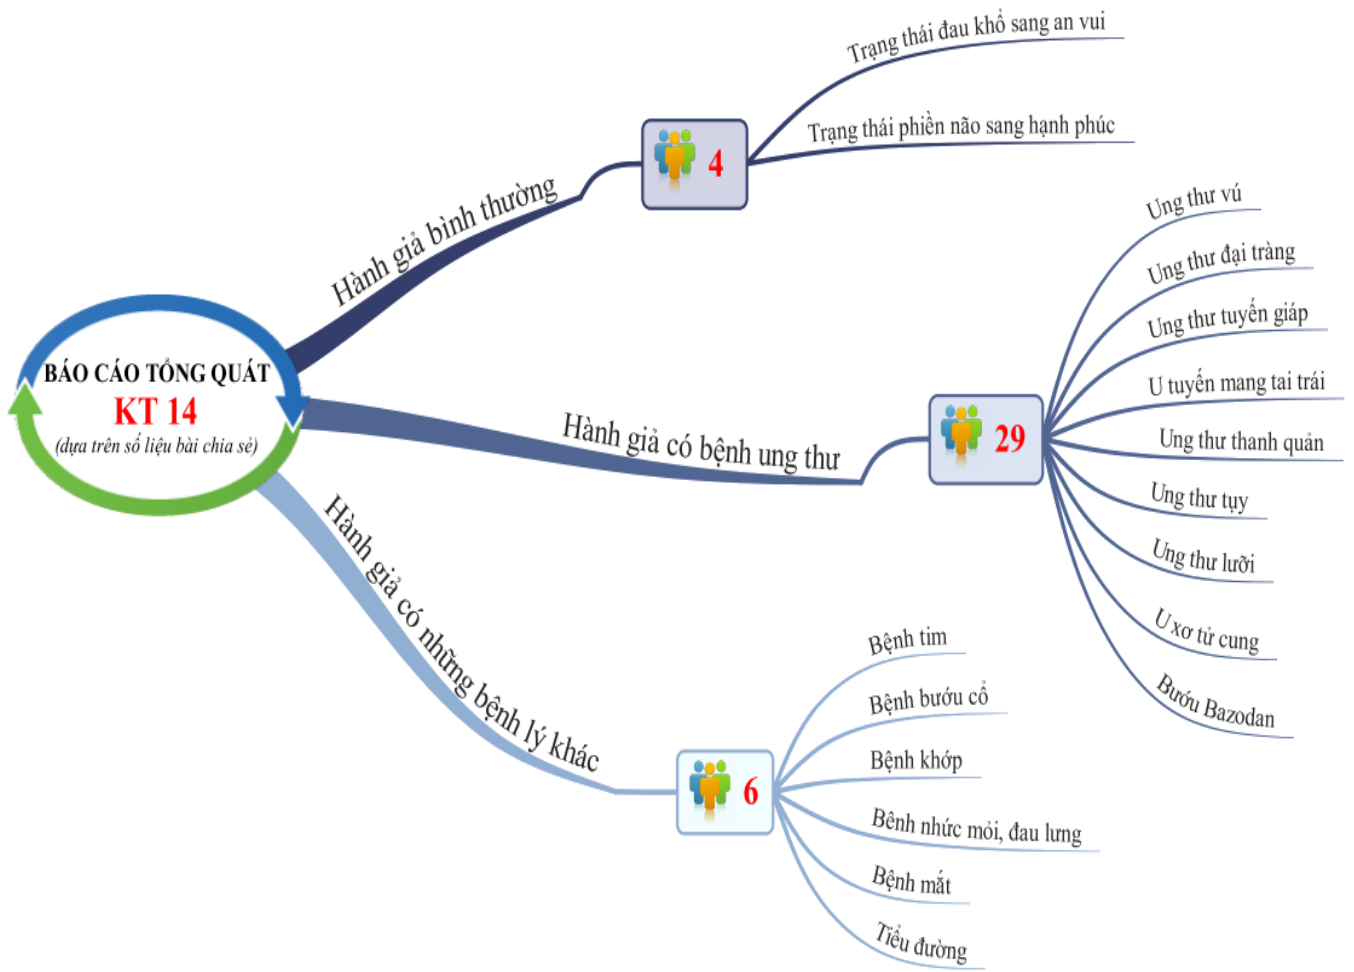 BÁO CÁO TỔNG QUÁT
KT 14
(dựa trên số liệu bài chia sẻ)
Hành giả bình thường
4
Trạng thái đau khổ sang an vui
Trạng thái phiền não sang hạnh phúc
Hành giả có bệnh ung thư
29
Ung thư vú
Ung thư đại tràng
Ung thư tuyến giáp
U tuyến mang tai trái
Ung thư thanh quản
Ung thư tụy
Ung thư lưỡi
U xơ tử cung
Bướu Bazodan
Hành giả có những bệnh lý khác
6
Bệnh tim
Bệnh bướu cổ
Bệnh khớp
Bênh nhức mỏi, đau lưng
Bệnh mắt
Tiểu đường